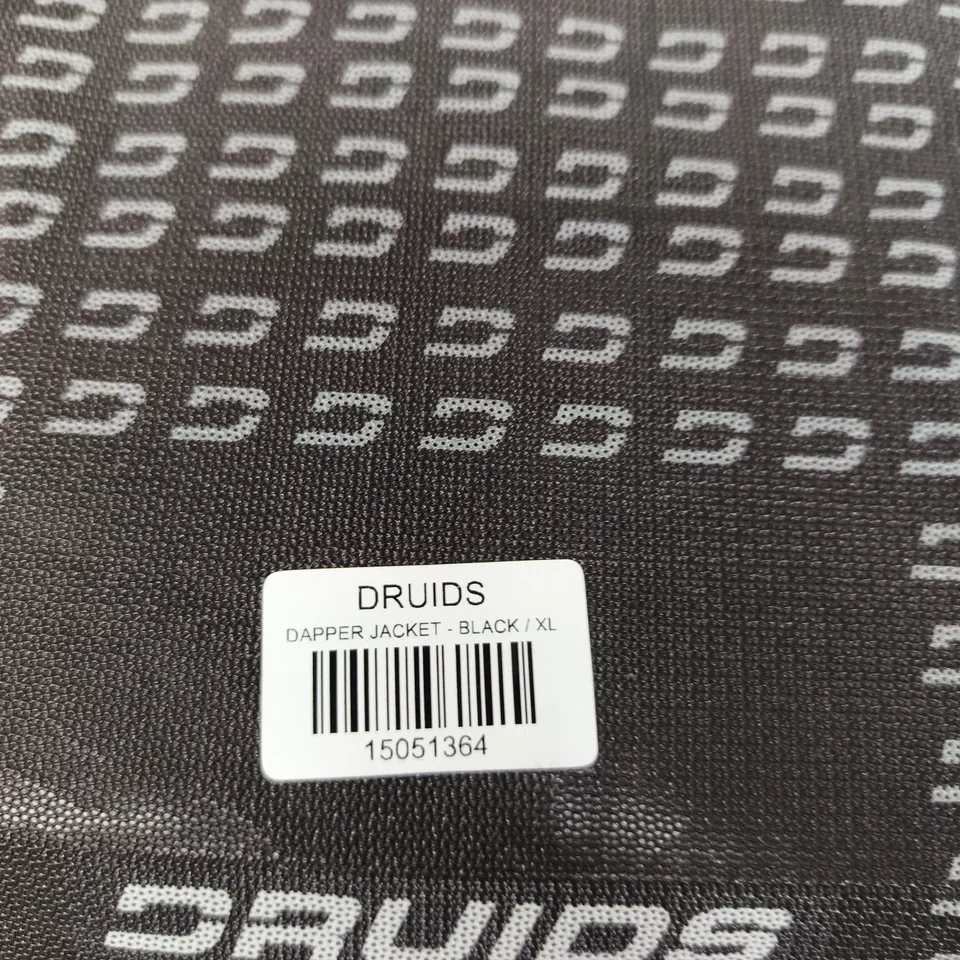 DRUIDS
DAPPER JACKET - BLACK / XL
15051364
DRUIDS